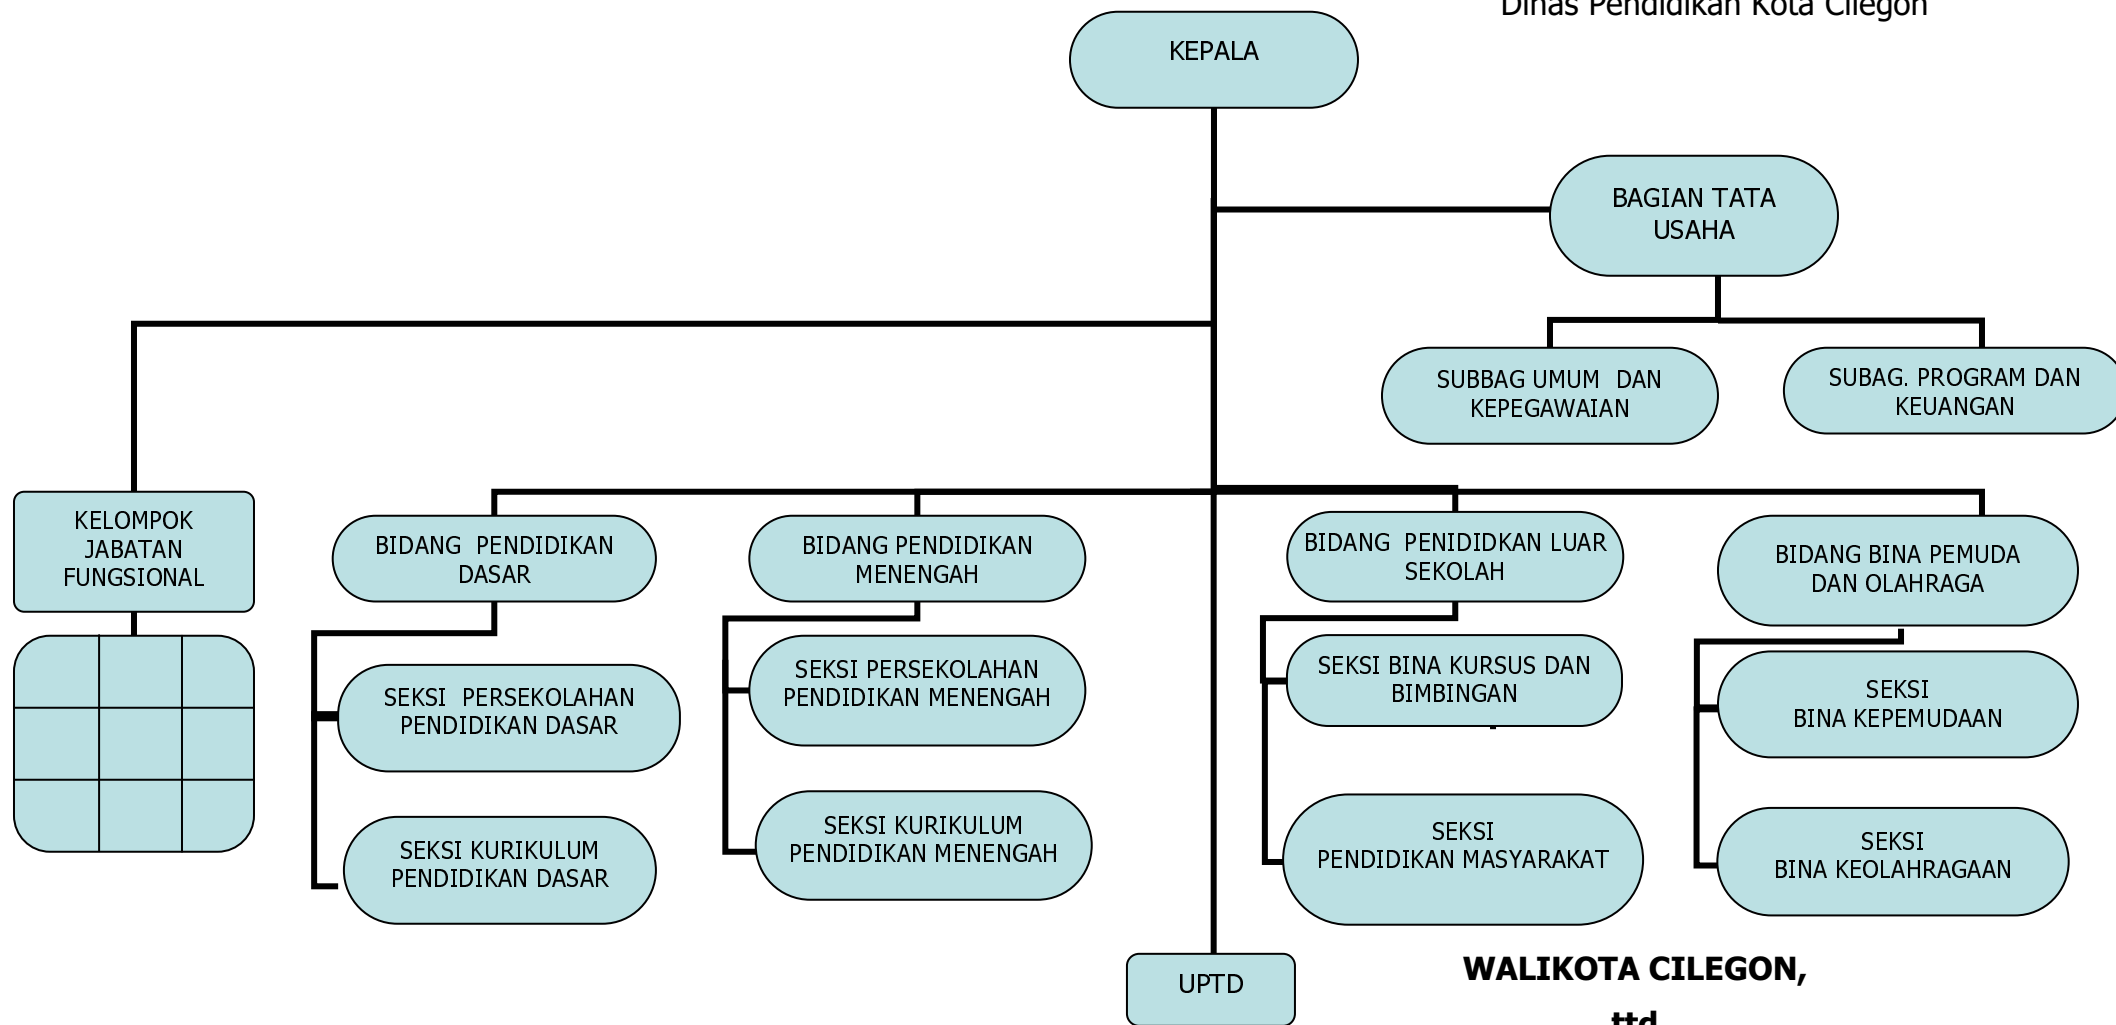 Dinas Pendidikan Kota Cilegon
KEPALA
BAGIAN TATA
USAHA
SUBBAG UMUM  DAN
KEPEGAWAIAN
SUBAG. PROGRAM DAN
KEUANGAN
KELOMPOK
JABATAN
FUNGSIONAL
BIDANG  PENDIDIKAN
DASAR
BIDANG PENDIDIKAN
MENENGAH
BIDANG  PENIDIDKAN LUAR
SEKOLAH
BIDANG BINA PEMUDA
DAN OLAHRAGA
SEKSI  PERSEKOLAHAN
PENDIDIKAN DASAR
SEKSI PERSEKOLAHAN
PENDIDIKAN MENENGAH
SEKSI BINA KURSUS DAN
BIMBINGAN
SEKSI
BINA KEPEMUDAAN
SEKSI KURIKULUM
PENDIDIKAN DASAR
SEKSI KURIKULUM
PENDIDIKAN MENENGAH
SEKSI
PENDIDIKAN MASYARAKAT
SEKSI
BINA KEOLAHRAGAAN
UPTD
WALIKOTA CILEGON,
ttd